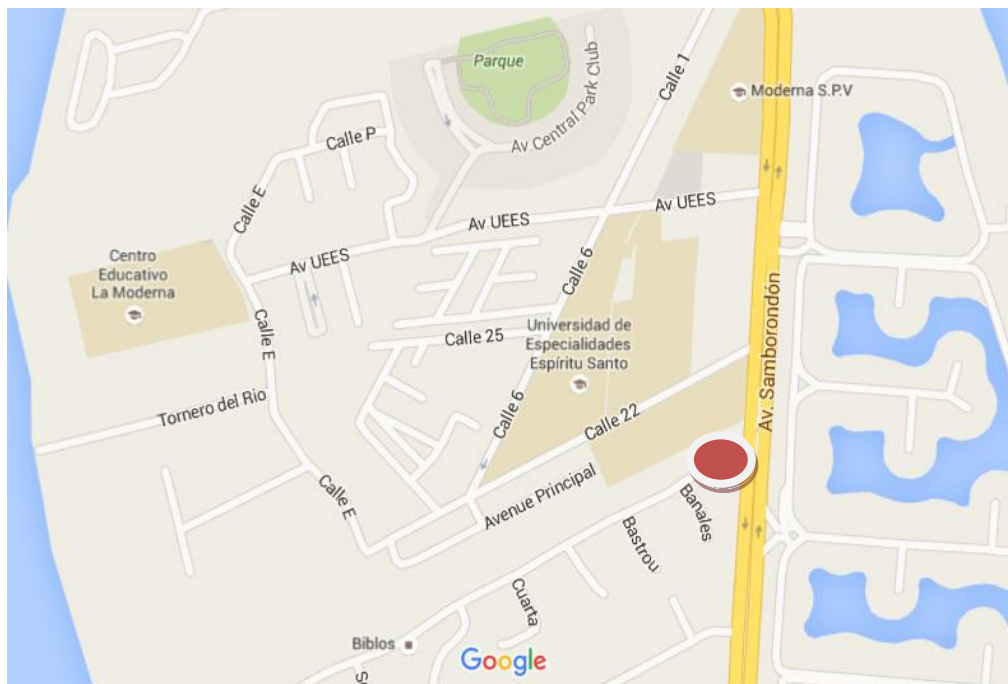 Parque
Av Central Park Club
Calle 1
Moderna S.P.V
Calle P
Calle E
Av UEES
Av UEES
Av UEES
Centro
Educativo
La Moderna
Calle 6
Calle E
Calle 25
Universidad de
Especialidades
Espíritu Santo
Av. Samborondón
Tornero del Rio
Calle 6
Calle 22
Calle E
Avenue Principal
Banales
Bastrou
Cuarta
Biblos
Google